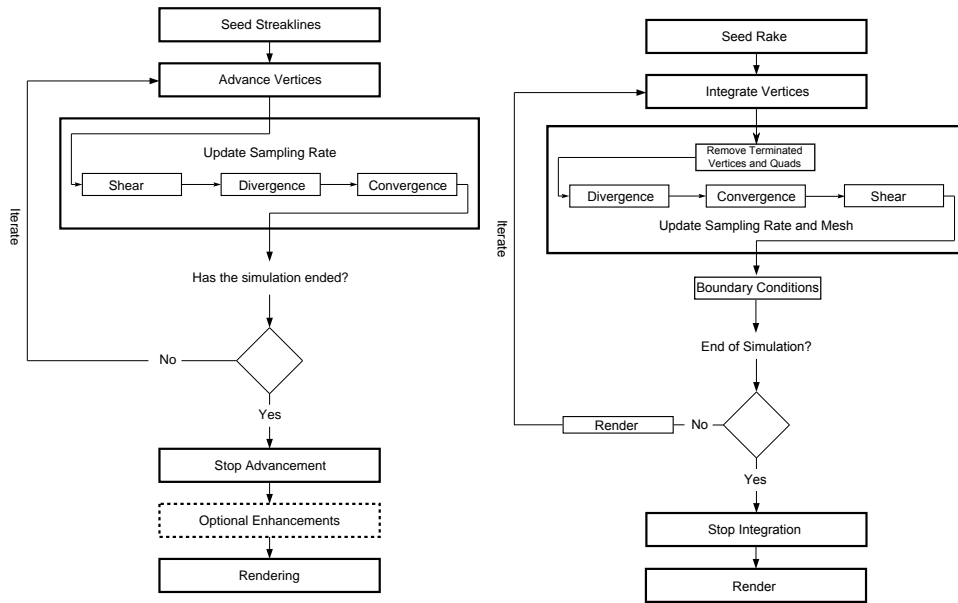 Seed Streaklines
Advance Vertices
Update Sampling Rate
Shear
Divergence
Convergence
Iterate
Has the simulation ended?
No
Yes
Stop Advancement
Optional Enhancements
Rendering
Seed Rake
Integrate Vertices
Remove Terminated
Vertices and Quads
Divergence
Convergence
Shear
Update Sampling Rate and Mesh
Iterate
Boundary Conditions
End of Simulation?
Render
No
Yes
Stop Integration
Render